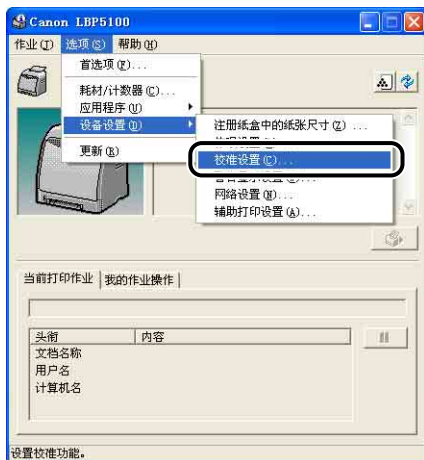 Canon LBP5100
作业(T) 选项(S) 帮助(H)
首选项(P)...
耗材/计数器(C)...
应用程序(U)
设备设置(D)
更新(R)
注册纸盒中的纸张尺寸(Z) ...
校准设置(C)...
网络设置(N)...
辅助打印设置(A)...
当前打印作业 我的作业操作
头衔 内容
文档名称
用户名
计算机名
设置校准功能。